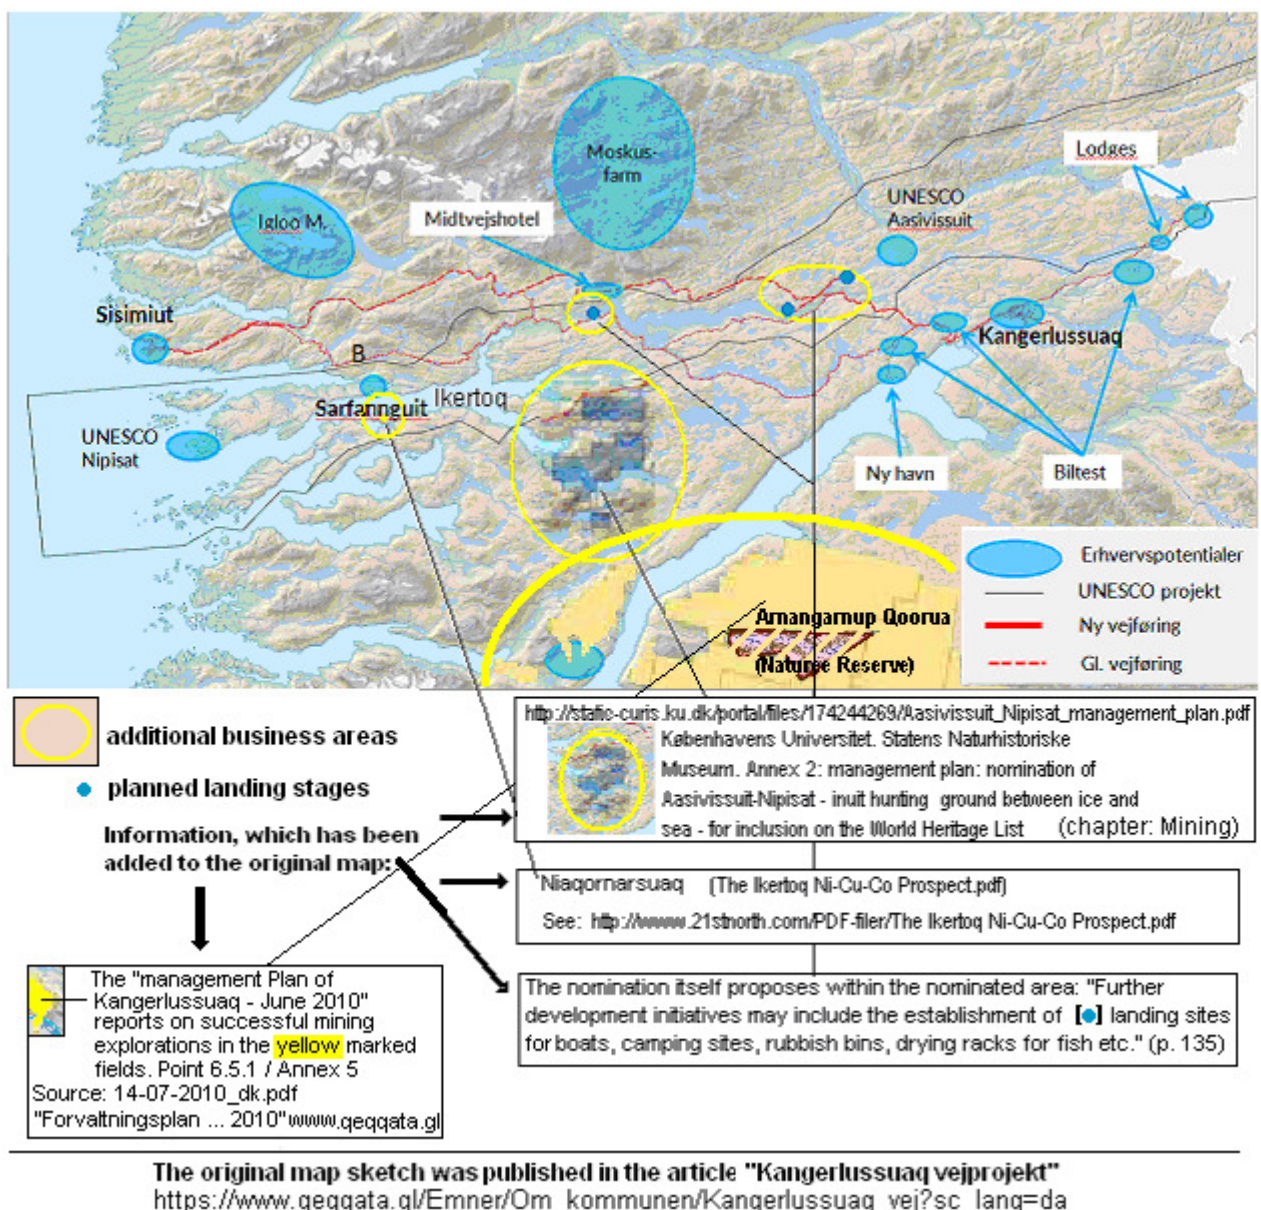 Moskus-
farm
Lodges
UNESCO
Aasivissuit
Igloo M.
Midtvejshotel
Sisimiut
B
Kangerlussuaq
Sarfannguit
Ikertoq
UNESCO
Nipisat
Ny havn
Biltest
Erhvervspotentialer
UNESCO projekt
Ny vejføring
Gl. vejføring
Arnangarnup Qoorua
(Naturee Reserve)
additional business areas
planned landing stages
Information, which has been
added to the original map:
http://static-curis.ku.dk/portal/files/174244269/Aasivissuit_Nipisat_management_plan.pdf
Københavens Universitet. Statens Naturhistoriske
Museum. Annex 2: management plan: nomination of
Aasivissuit-Nipisat - inuit hunting ground between ice and
sea - for inclusion on the World Heritage List (chapter: Mining)
Niaqornarsuaq (The Ikertoq Ni-Cu-Co Prospect.pdf)
See: http://www.21stnorth.com/PDF-filer/The Ikertoq Ni-Cu-Co Prospect.pdf
The nomination itself proposes within the nominated area: "Further
development initiatives may include the establishment of [●] landing sites
for boats, camping sites, rubbish bins, drying racks for fish etc." (p. 135)
The "management Plan of
Kangerlussuaq - June 2010"
reports on successful mining
explorations in the yellow marked
fields. Point 6.5.1 / Annex 5
Source: 14-07-2010_dk.pdf
"Forvaltningsplan ... 2010" www.qeqqata.gl
The original map sketch was published in the article "Kangerlussuaq vejprojekt"
https://www.qeqqata.gl/Emner/Om_kommunen/Kangerlussuaq_vej?sc_lang=da